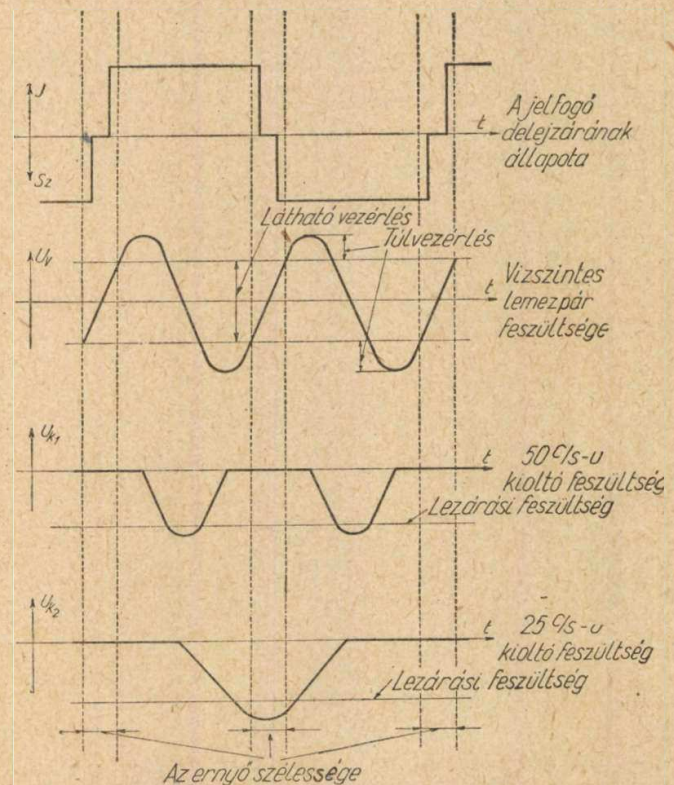 J
t
A jelfogó
delejzárának
állapota
Sz
Látható vezérlés
Túlvezérlés
Uv
t
Vizszintes
lemezpár
feszültsége
Uk1
t
50 c/s-u
kioltó feszültség
Lezárási feszültség
Uk2
t
25 c/s-u
kioltó feszültség
Lezárási feszültség
Az ernyő szélessége